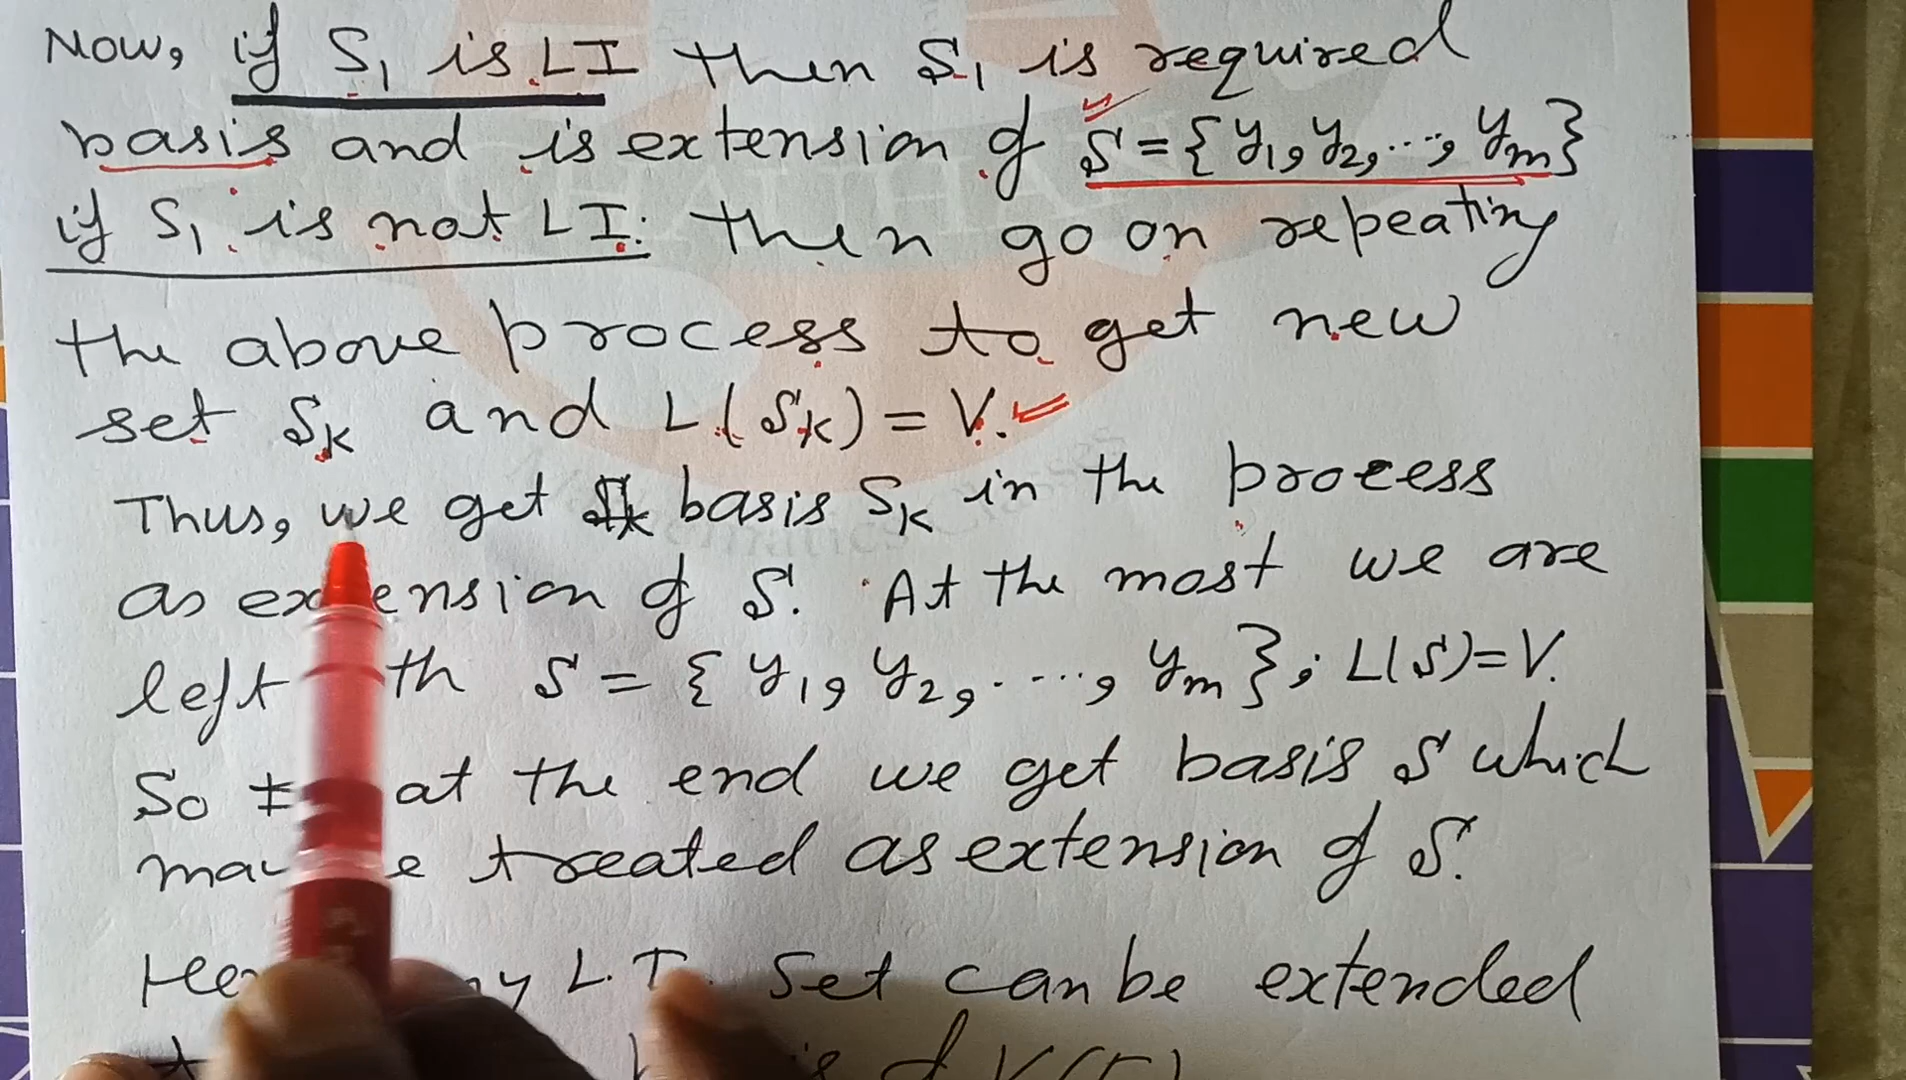 Now, if S₁ is LI then S₁ is required
basis and is extension of S = {y₁, y₂, ..., yₘ}
if S₁ is not LI. then go on repeating
the above process to get new
set Sₖ and L(Sₖ) = V.
Thus, we get basis Sₖ in the process
as extension of S. At the most we are
left S = {y₁, y₂, ....., yₘ}; L(S) = V.
So at the end we get basis S which
treated as extension of S.
L.I. set can be extended
of V(F)